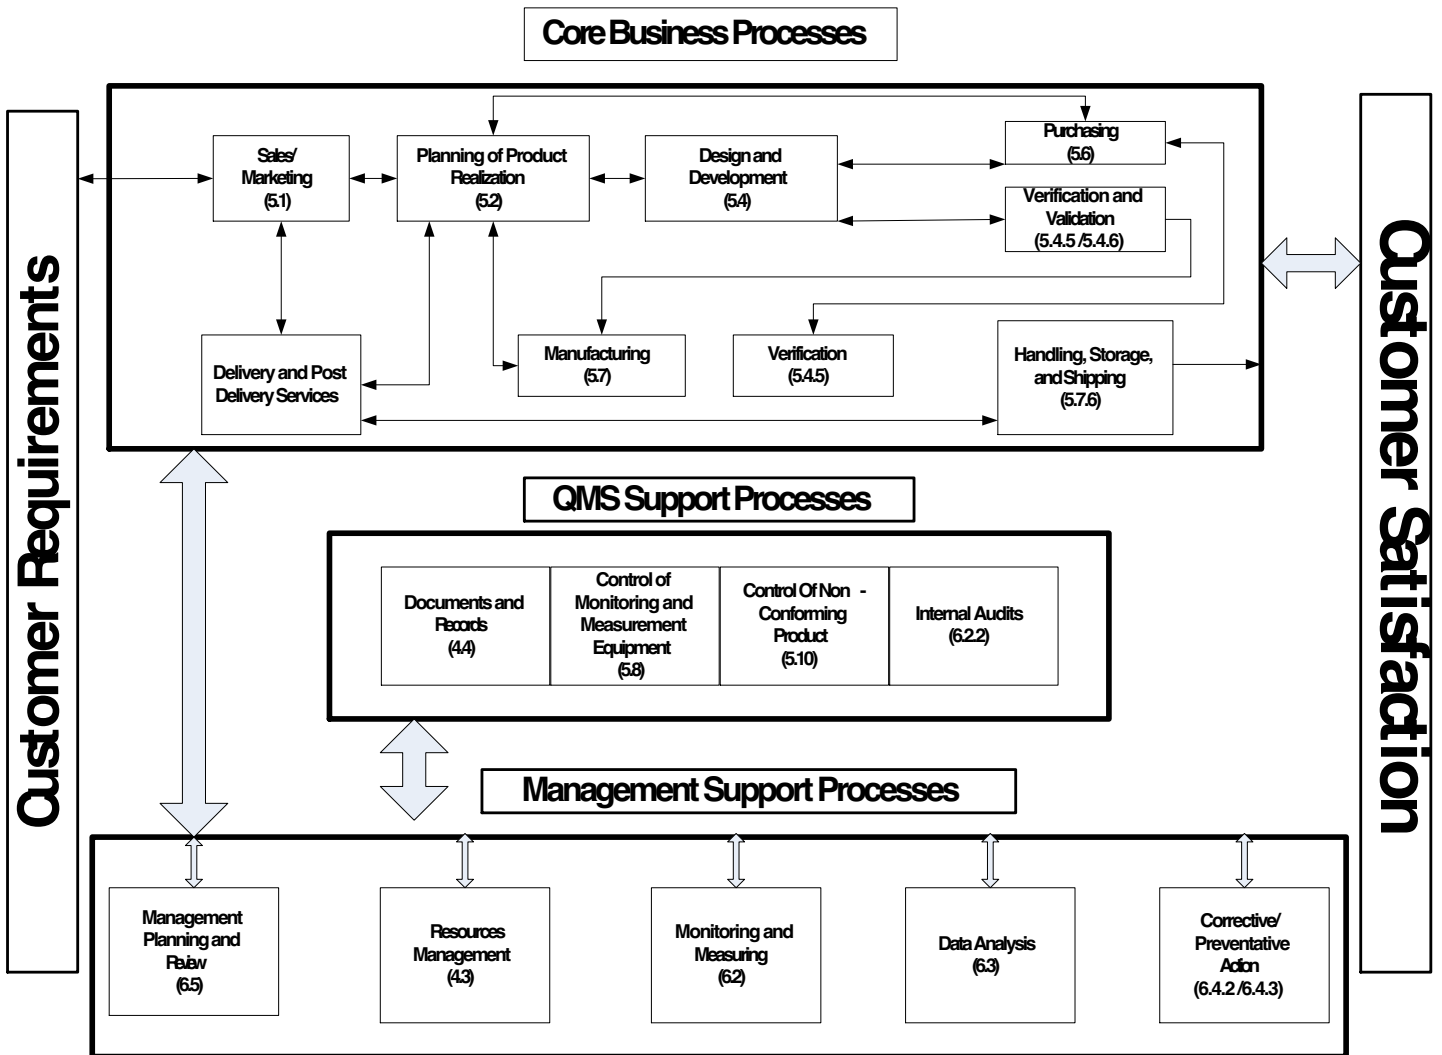 Core Business Processes
Customer Requirements
Customer Satisfaction
Sales/
Marketing
(5.1)
Planning of Product
Realization
(5.2)
Design and
Development
(5.4)
Purchasing
(5.6)
Verification and
Validation
(5.4.5 /5.4.6)
Delivery and Post
Delivery Services
Manufacturing
(5.7)
Verification
(5.4.5)
Handling, Storage,
and Shipping
(5.7.6)
QMS Support Processes
Documents and
Records
(4.4)
Control of
Monitoring and
Measurement
Equipment
(5.8)
Control Of Non -
Conforming
Product
(5.10)
Internal Audits
(6.2.2)
Management Support Processes
Management
Planning and
Review
(6.5)
Resources
Management
(4.3)
Monitoring and
Measuring
(6.2)
Data Analysis
(6.3)
Corrective/
Preventative
Action
(6.4.2 /6.4.3)